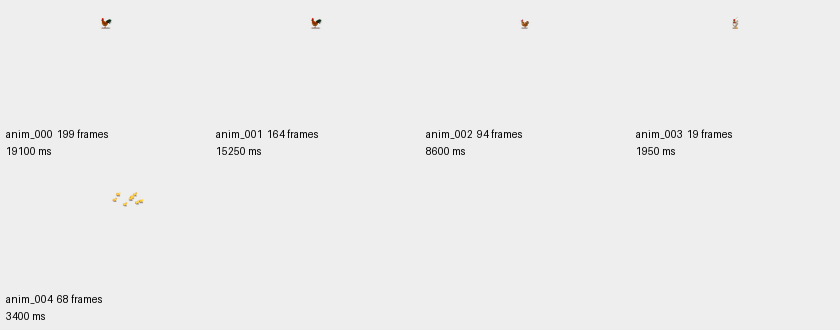 anim_000 199 frames
19100 ms
anim_001 164 frames
15250 ms
anim_002 94 frames
8600 ms
anim_003 19 frames
1950 ms
anim_004 68 frames
3400 ms